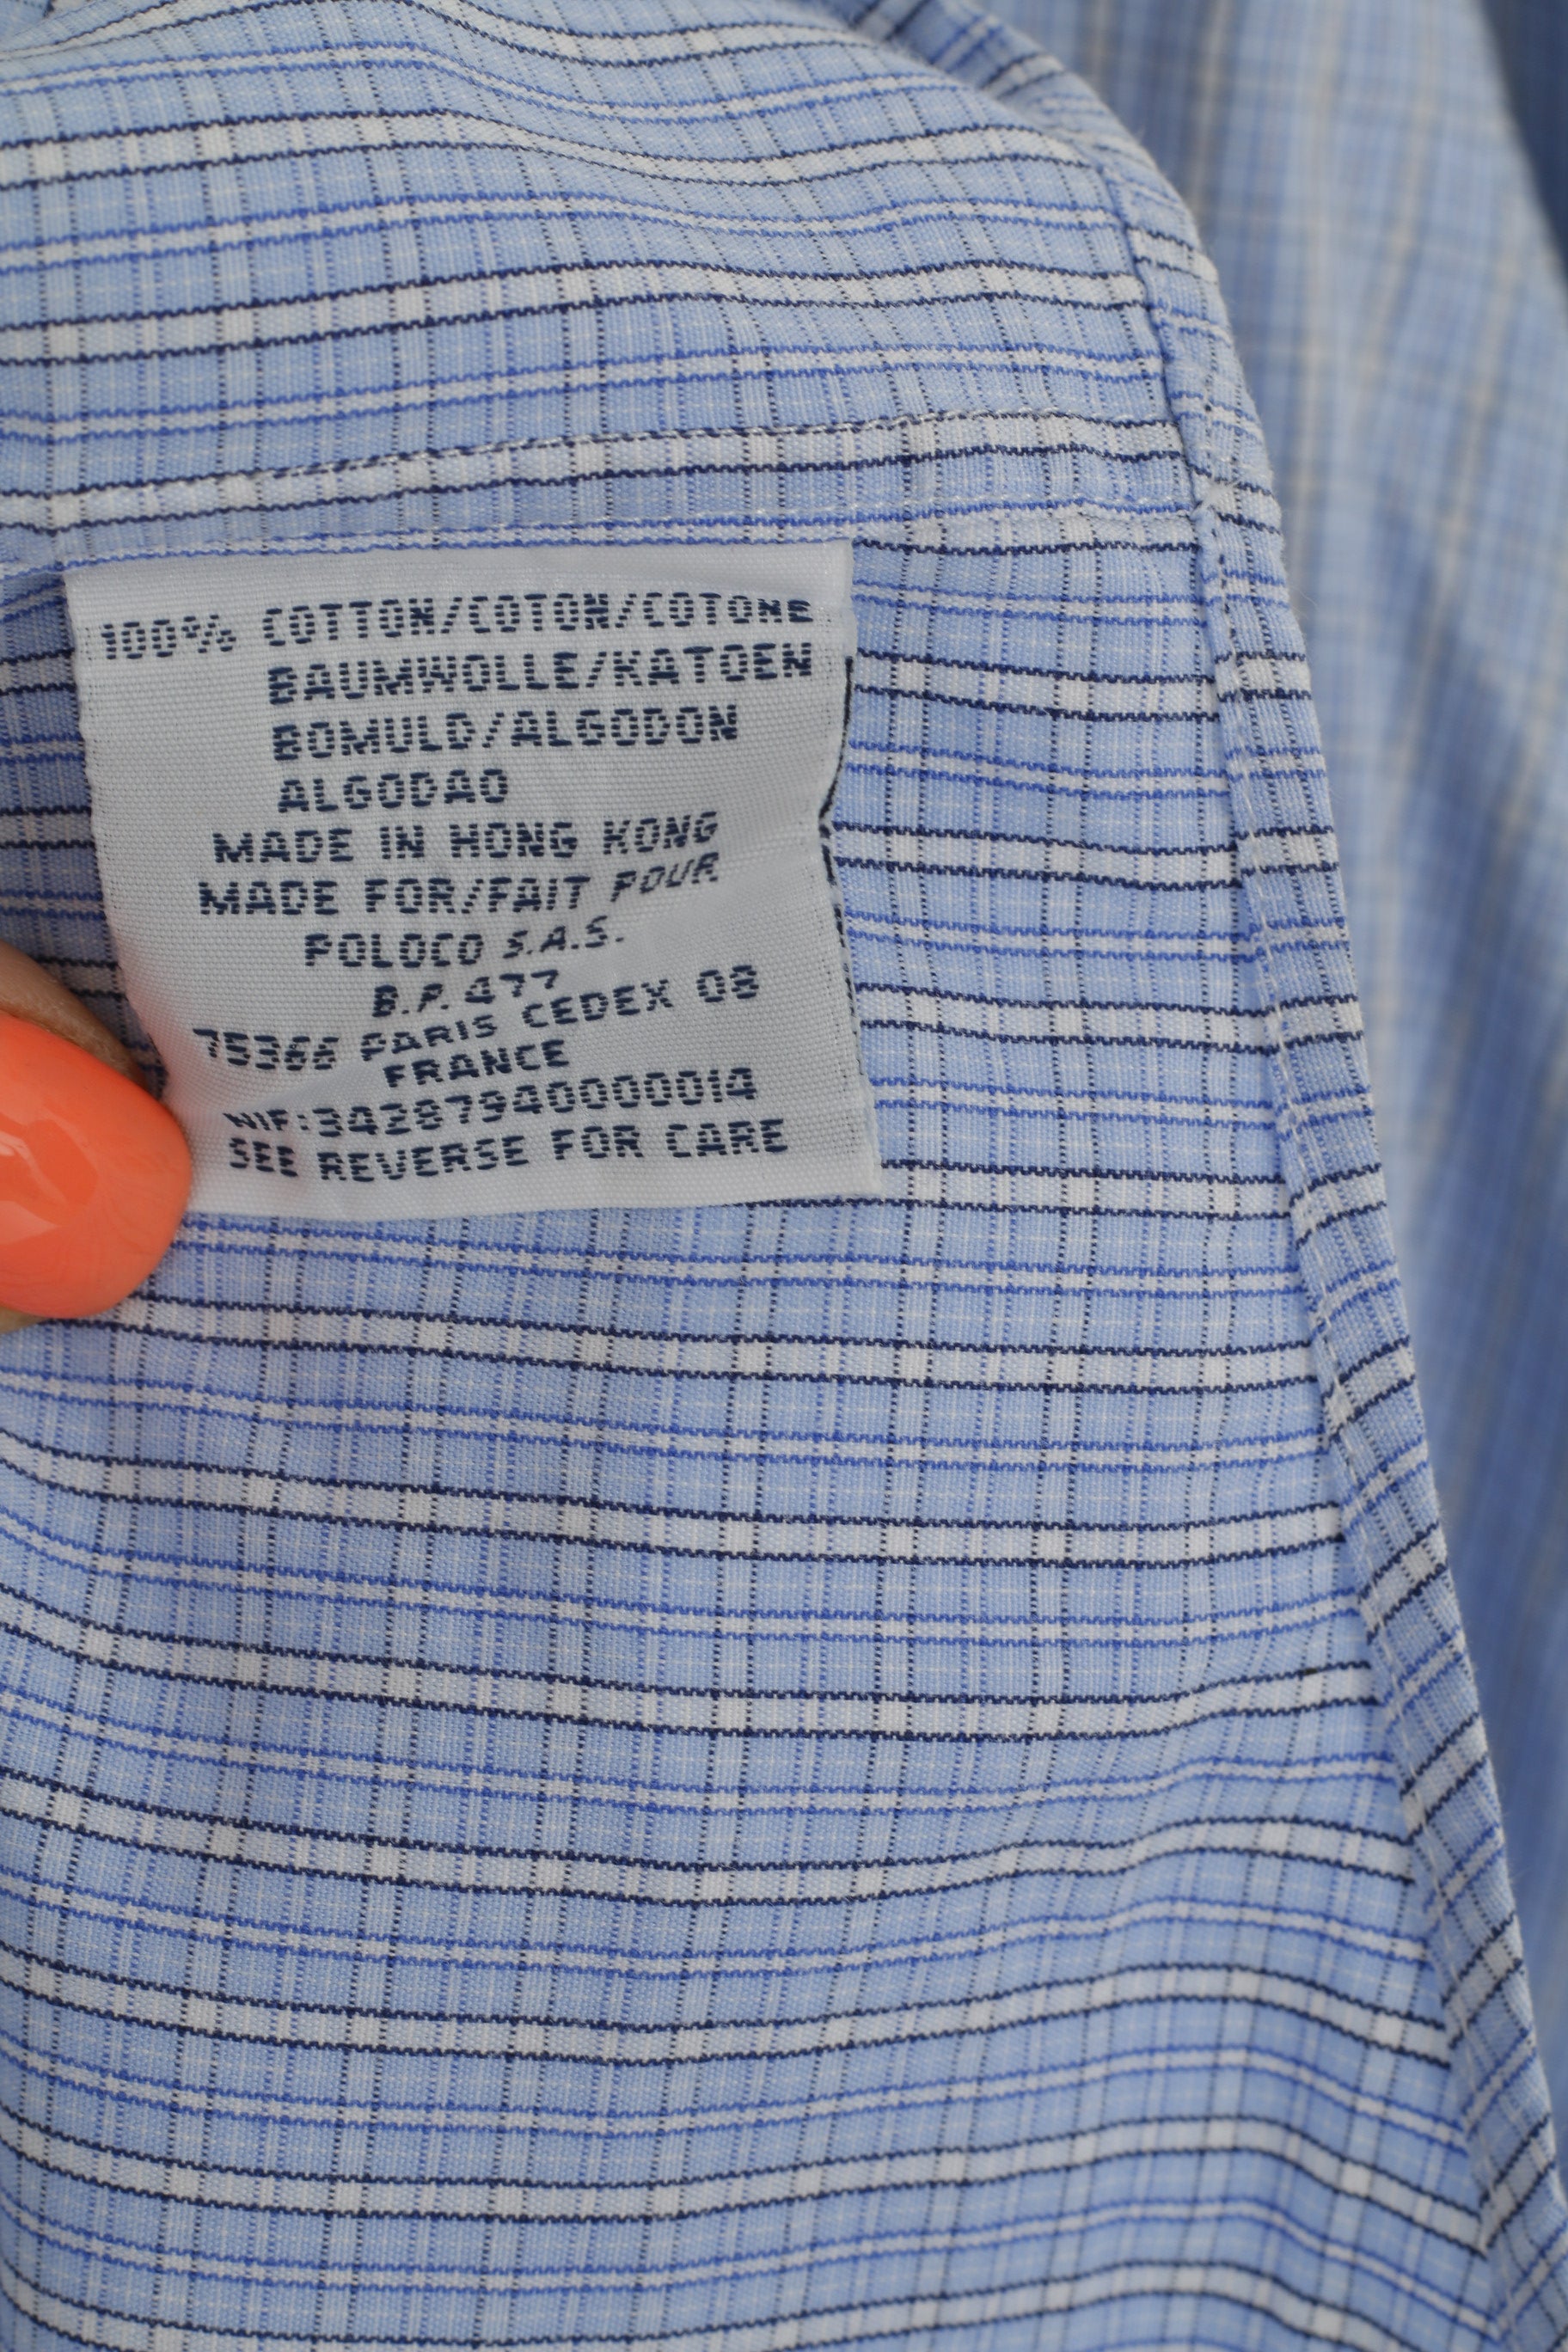 100% COTTON/COTON/COTONE
BAUMWOLLE/KATOEN
BOMULD/ALGODON
ALGODAO
MADE IN HONG KONG
MADE FOR/FAIT POUR
POLOCO S.A.S.
B.P. 477
75366 PARIS CEDEX 08
FRANCE
NIF:34287940000014
SEE REVERSE FOR CARE